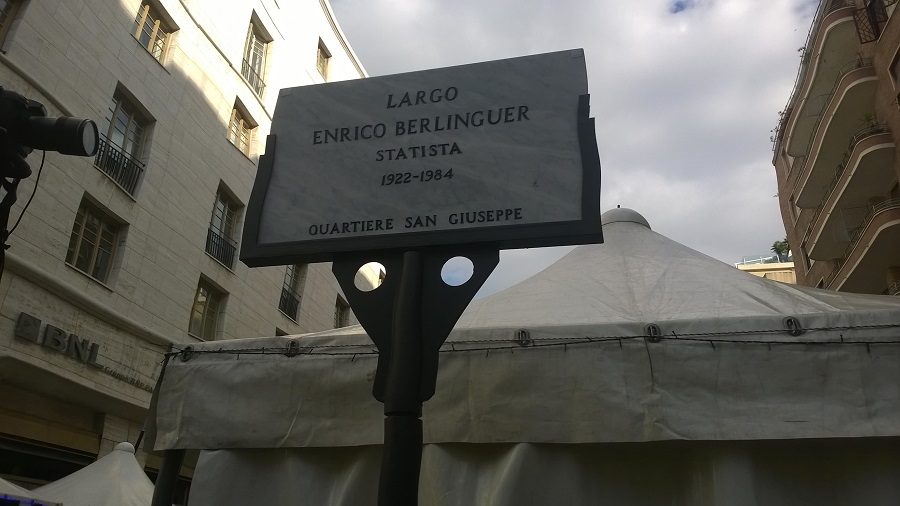 LARGO
ENRICO BERLINGUER
STATISTA
1922-1984
QUARTIERE SAN GIUSEPPE
BNL